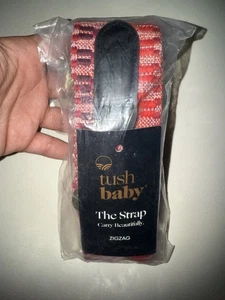 tush
baby
The Strap
Carry Beautifully.
ZIGZAG